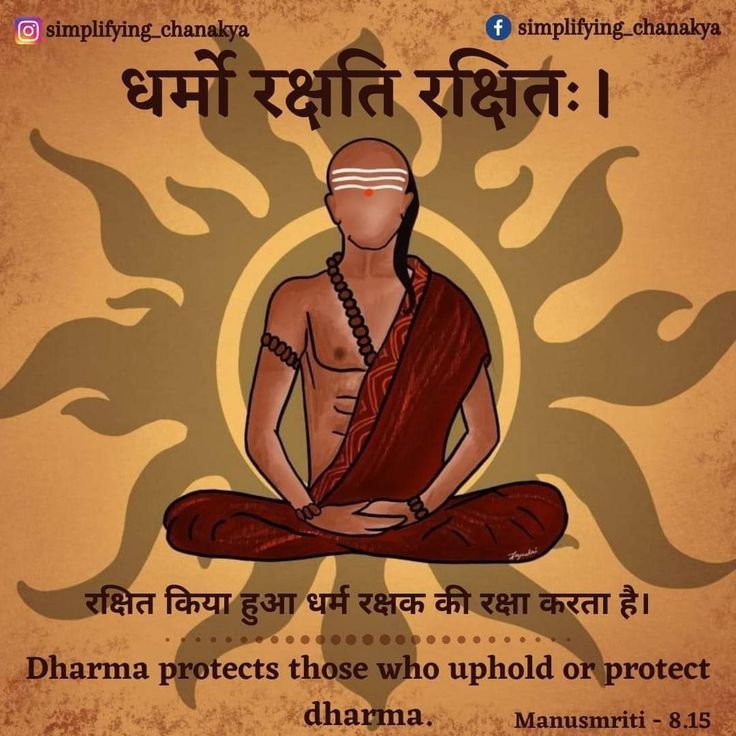 simplifying_chanakya
simplifying_chanakya
धर्मो रक्षति रक्षितः।
रक्षित किया हुआ धर्म रक्षक की रक्षा करता है।
Dharma protects those who uphold or protect
dharma.
Manusmriti - 8.15